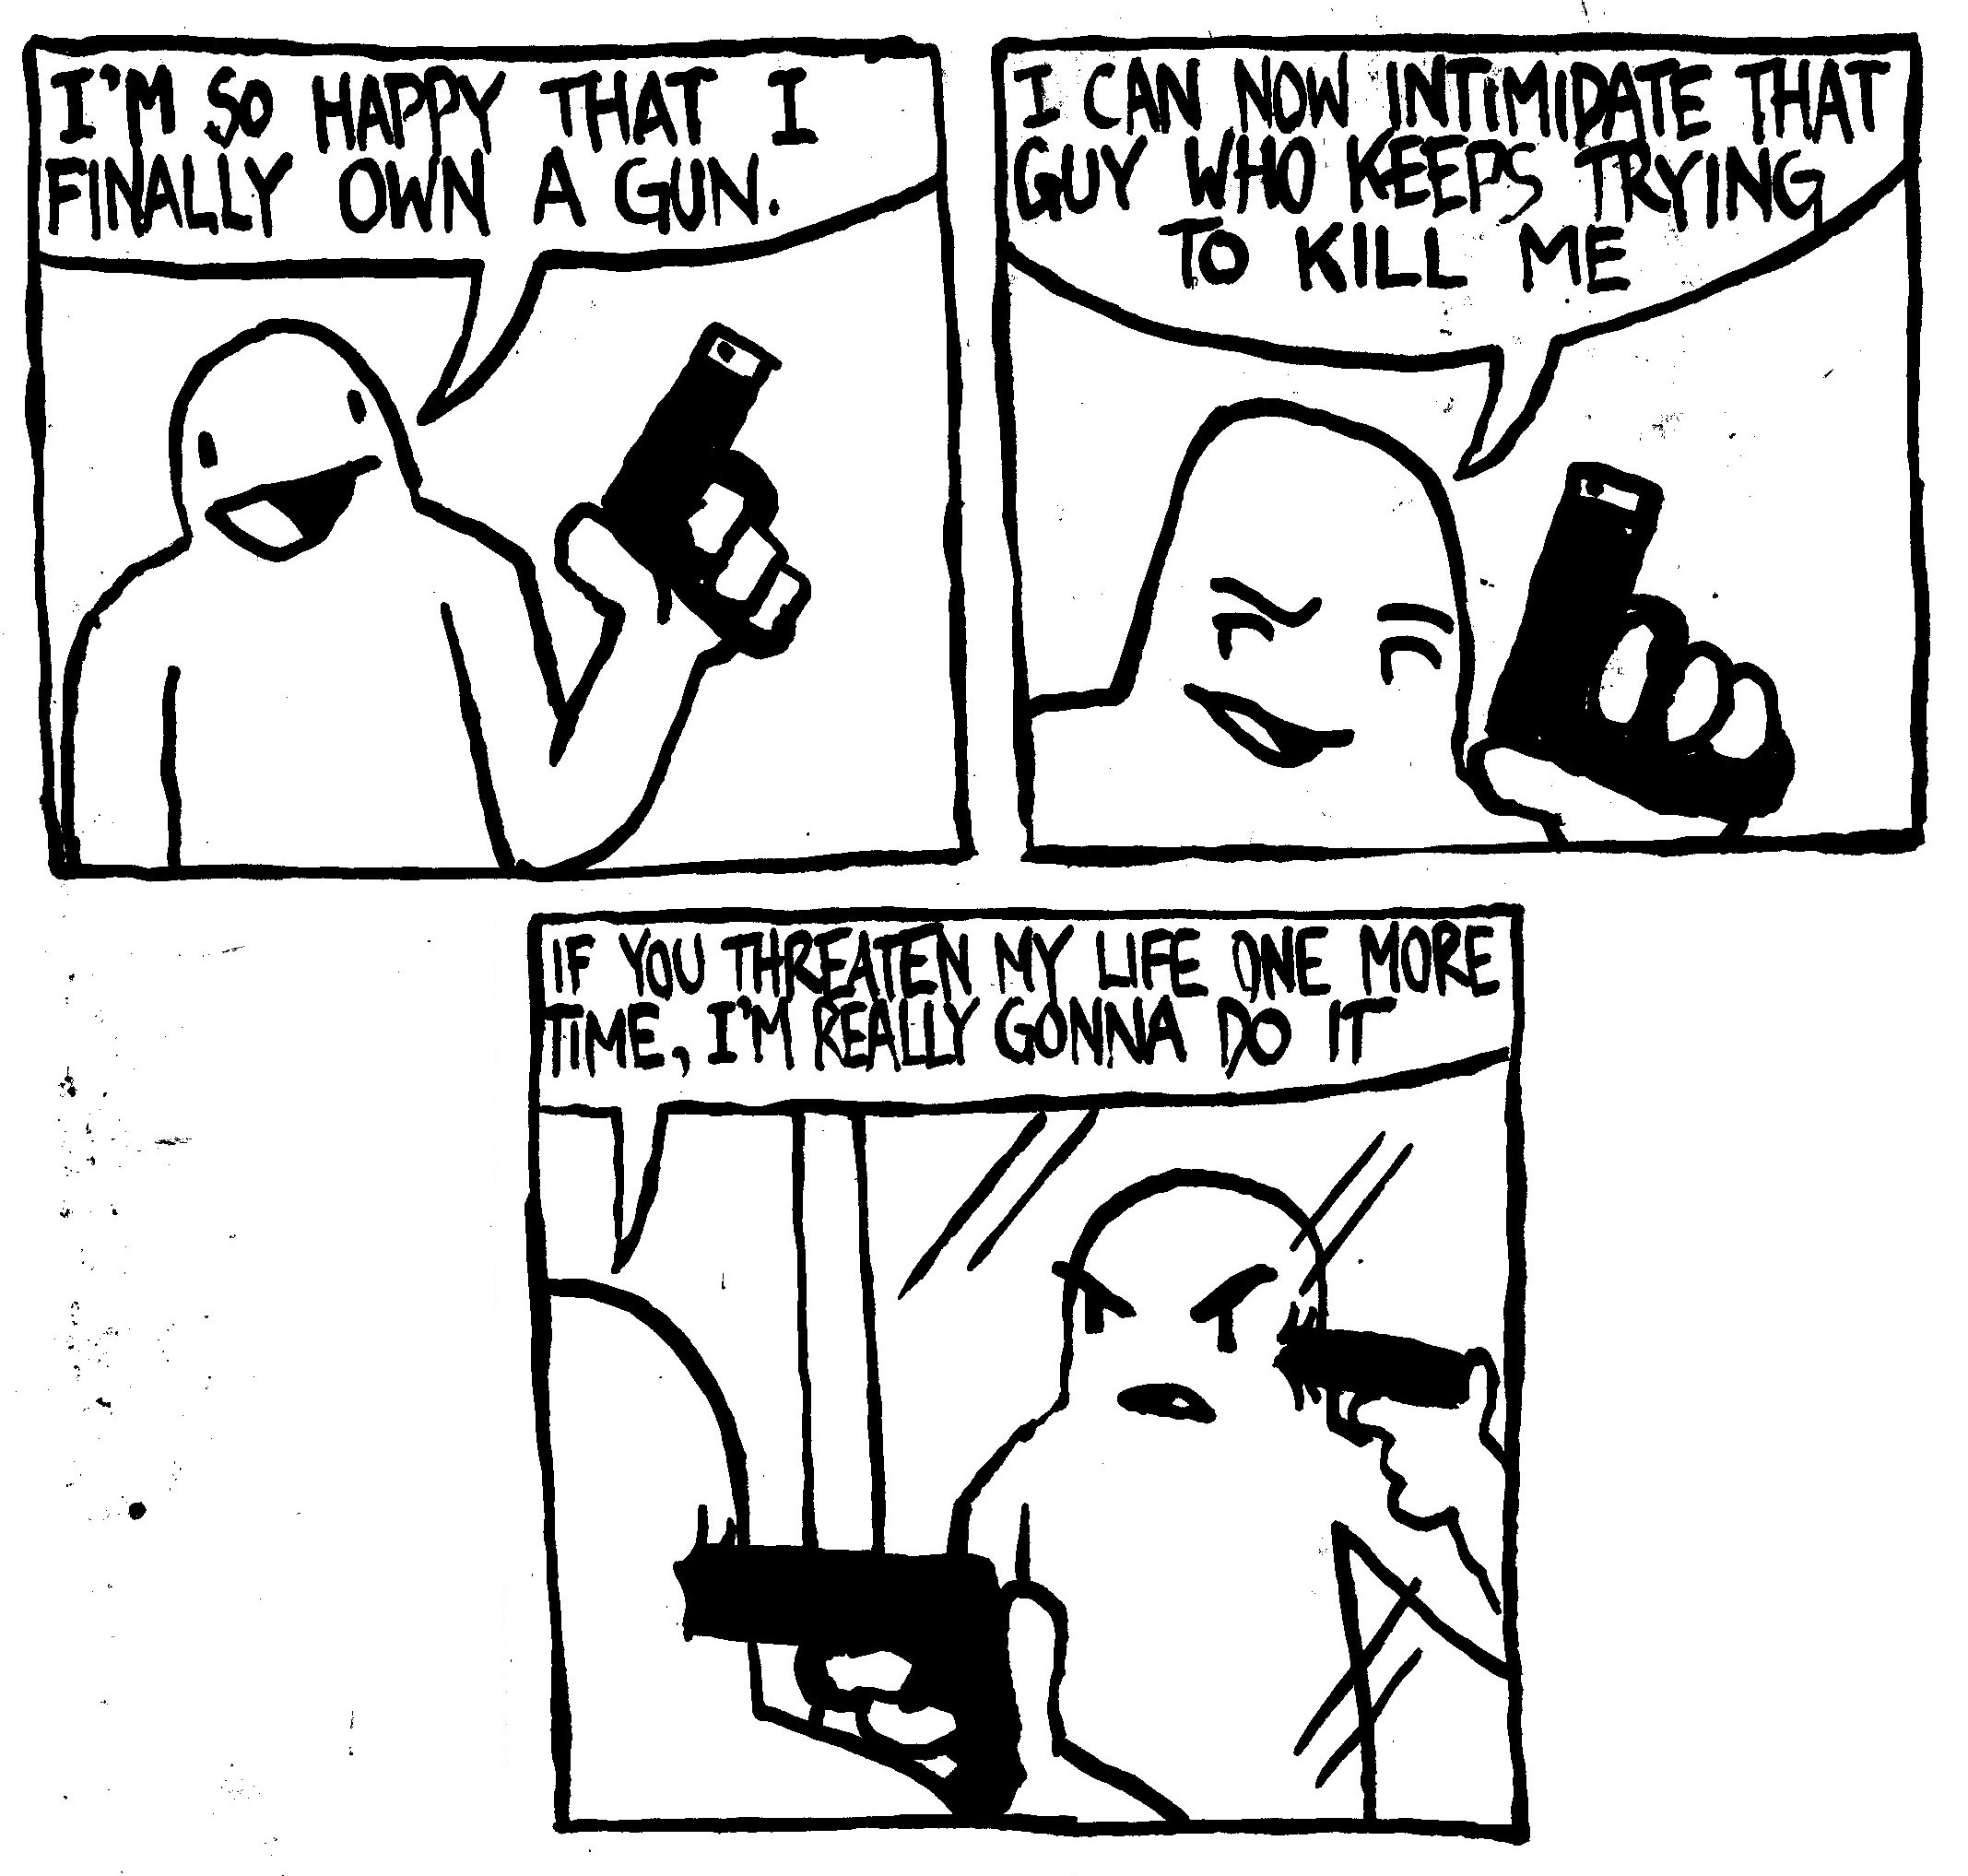 I'M SO HAPPY THAT I
FINALLY OWN A GUN.
I CAN NOW INTIMIDATE THAT
GUY WHO KEEPS TRYING
TO KILL ME
IF YOU THREATEN MY LIFE ONE MORE
TIME, I'M REALLY GONNA DO IT